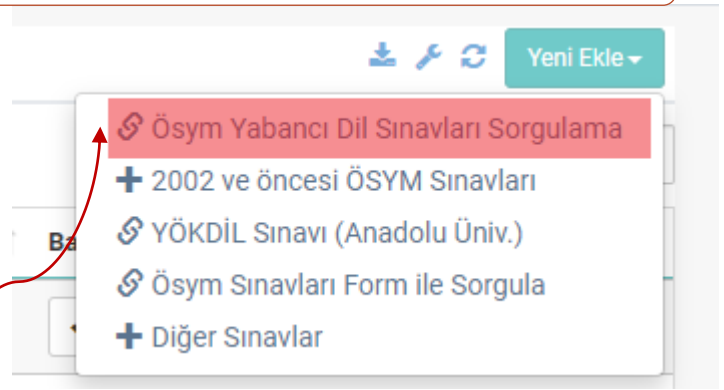 Yeni Ekle
Ösym Yabancı Dil Sınavları Sorgulama
2002 ve öncesi ÖSYM Sınavları
Ba
YÖKDİL Sınavı (Anadolu Üniv.)
Ösym Sınavları Form ile Sorgula
Diğer Sınavlar